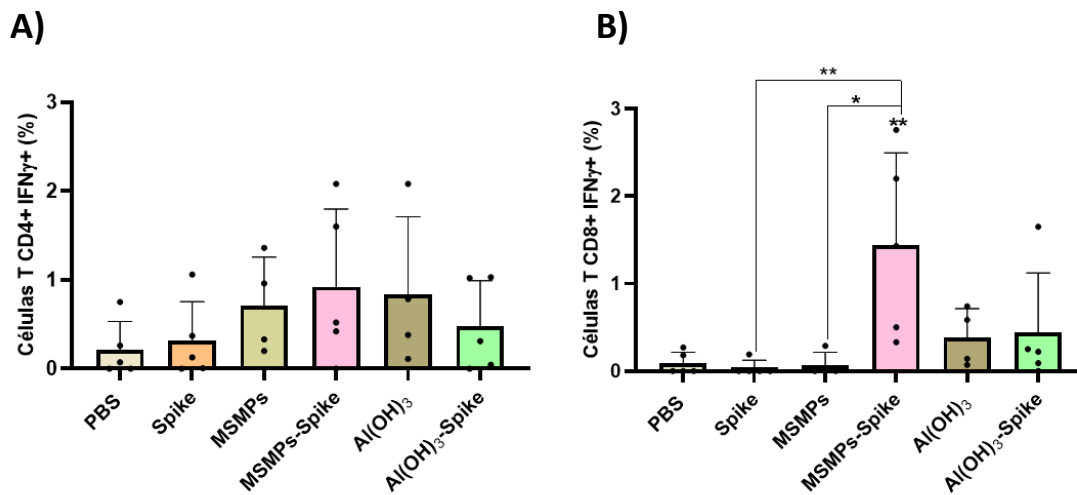 A)
Células T CD4+ IFNγ+ (%)
3
2
1
0
PBS
Spike
MSMPs
MSMPs-Spike
Al(OH)₃
Al(OH)₃-Spike
B)
Células T CD8+ IFNγ+ (%)
3
2
1
0
**
*
**
PBS
Spike
MSMPs
MSMPs-Spike
Al(OH)₃
Al(OH)₃-Spike